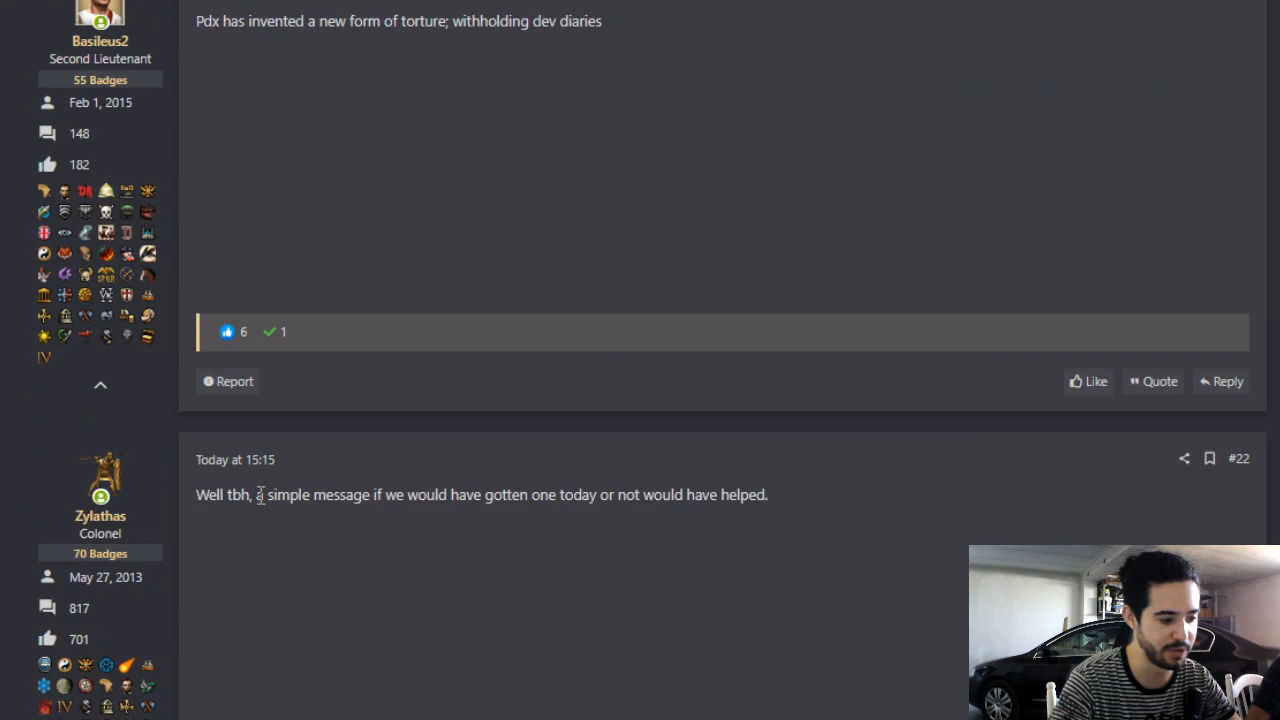 Basileus2
Second Lieutenant
55 Badges
Feb 1, 2015
148
182
Pdx has invented a new form of torture; withholding dev diaries
6
1
Report
Like
Quote
Reply
Zylathas
Colonel
70 Badges
May 27, 2013
817
701
Today at 15:15
#22
Well tbh, a simple message if we would have gotten one today or not would have helped.